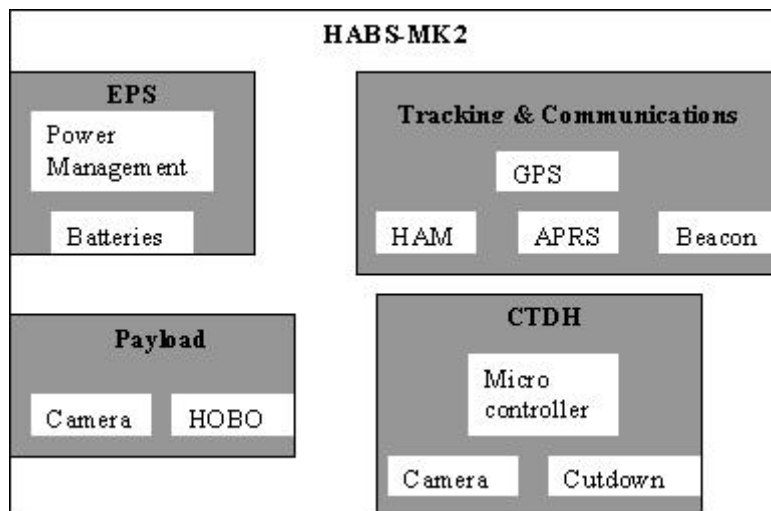 HABS-MK2
EPS
Power
Management
Batteries
Tracking & Communications
GPS
HAM
APRS
Beacon
Payload
Camera
HOBO
CTDH
Micro
controller
Camera
Cutdown